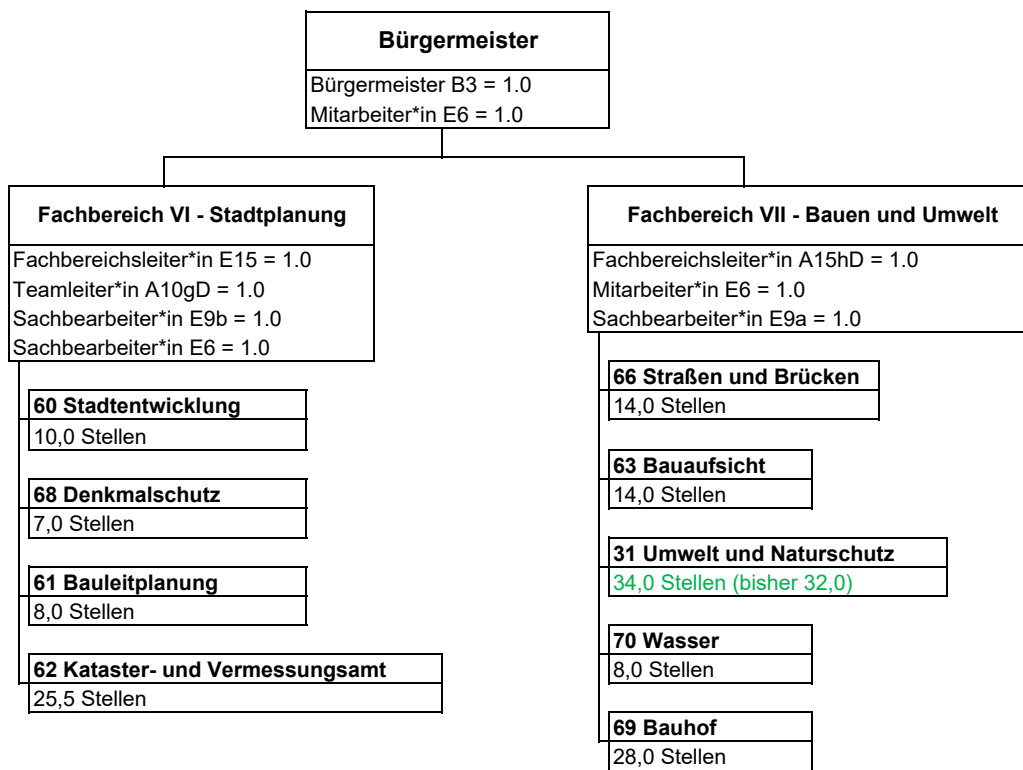 Bürgermeister
Bürgermeister B3 = 1.0
Mitarbeiter*in E6 = 1.0
Fachbereich VI - Stadtplanung
Fachbereichsleiter*in E15 = 1.0
Teamleiter*in A10gD = 1.0
Sachbearbeiter*in E9b = 1.0
Sachbearbeiter*in E6 = 1.0
60 Stadtentwicklung
10,0 Stellen
68 Denkmalschutz
7,0 Stellen
61 Bauleitplanung
8,0 Stellen
62 Kataster- und Vermessungsamt
25,5 Stellen
Fachbereich VII - Bauen und Umwelt
Fachbereichsleiter*in A15hD = 1.0
Mitarbeiter*in E6 = 1.0
Sachbearbeiter*in E9a = 1.0
66 Straßen und Brücken
14,0 Stellen
63 Bauaufsicht
14,0 Stellen
31 Umwelt und Naturschutz
34,0 Stellen (bisher 32,0)
70 Wasser
8,0 Stellen
69 Bauhof
28,0 Stellen